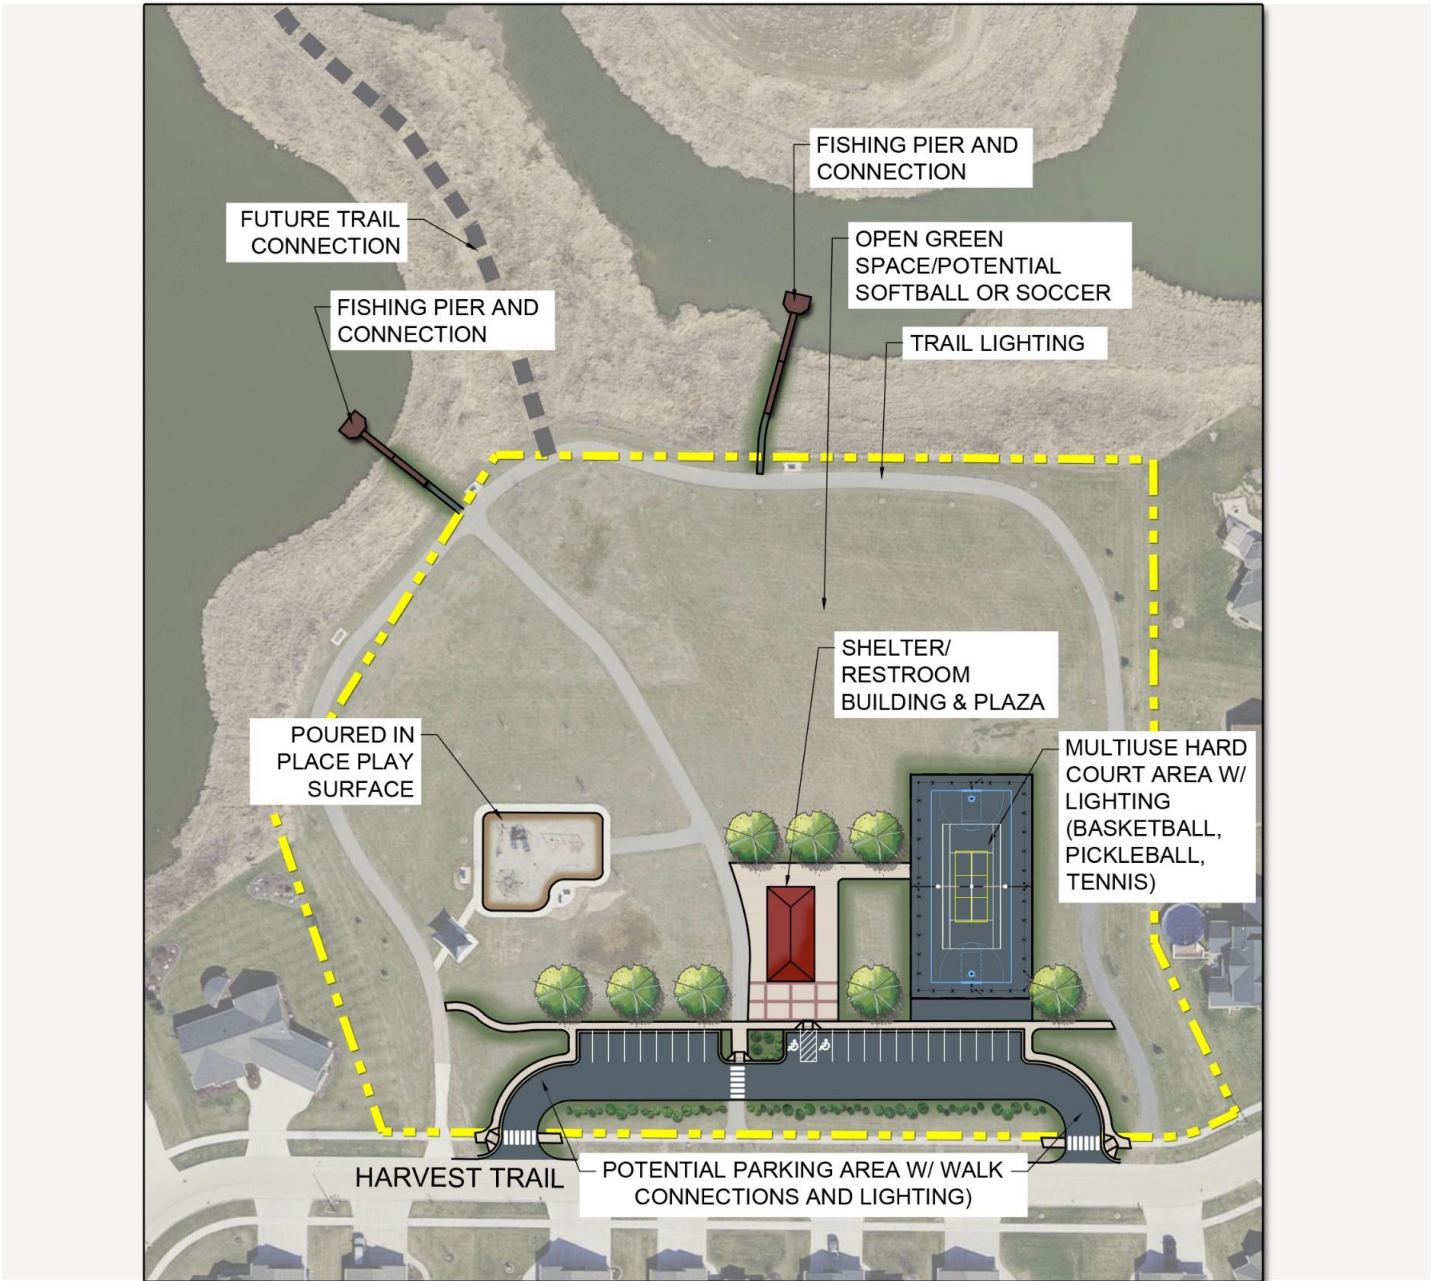 FISHING PIER AND
CONNECTION
FUTURE TRAIL
CONNECTION
OPEN GREEN
SPACE/POTENTIAL
SOFTBALL OR SOCCER
FISHING PIER AND
CONNECTION
TRAIL LIGHTING
SHELTER/
RESTROOM
BUILDING & PLAZA
POURED IN
PLACE PLAY
SURFACE
MULTIUSE HARD
COURT AREA W/
LIGHTING
(BASKETBALL,
PICKLEBALL,
TENNIS)
HARVEST TRAIL
POTENTIAL PARKING AREA W/ WALK
CONNECTIONS AND LIGHTING)